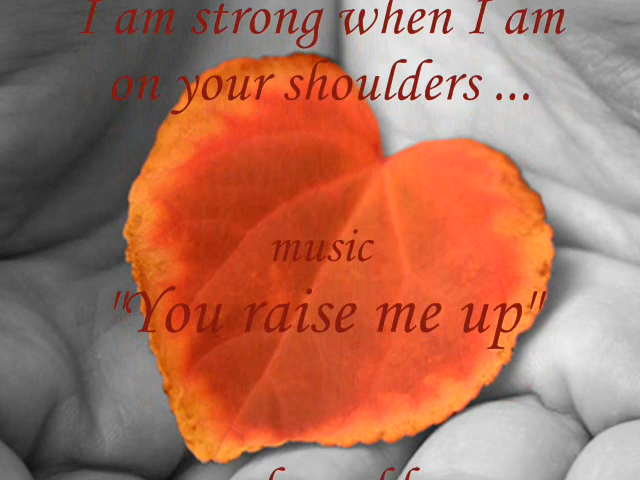 I am strong when I am
on your shoulders ...
music
"You raise me up"